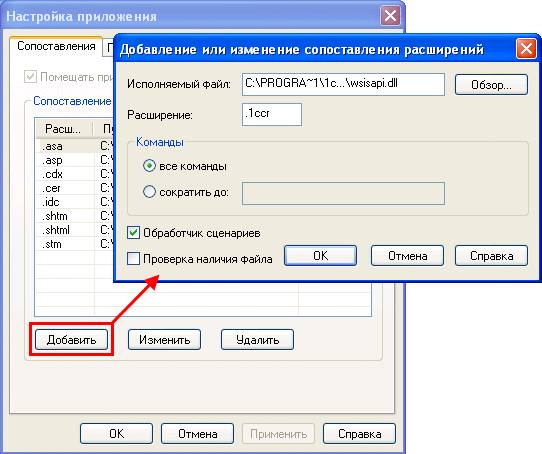 Настройка приложения
Сопоставления
Помещать при
Сопоставление
Расш...
.asa C:\
.asp C:\
.cdx C:\
.cer C:\
.idc C:\
.shtm C:\
.shtml C:\
.stm C:\
Добавить Изменить Удалить
OK Отмена Применить Справка
Добавление или изменение сопоставления расширений
Исполняемый файл: C:\PROGRA~1\1c...\wsisapi.dll Обзор...
Расширение: .1ccr
Команды
все команды
сократить до:
Обработчик сценариев
Проверка наличия файла
OK Отмена Справка